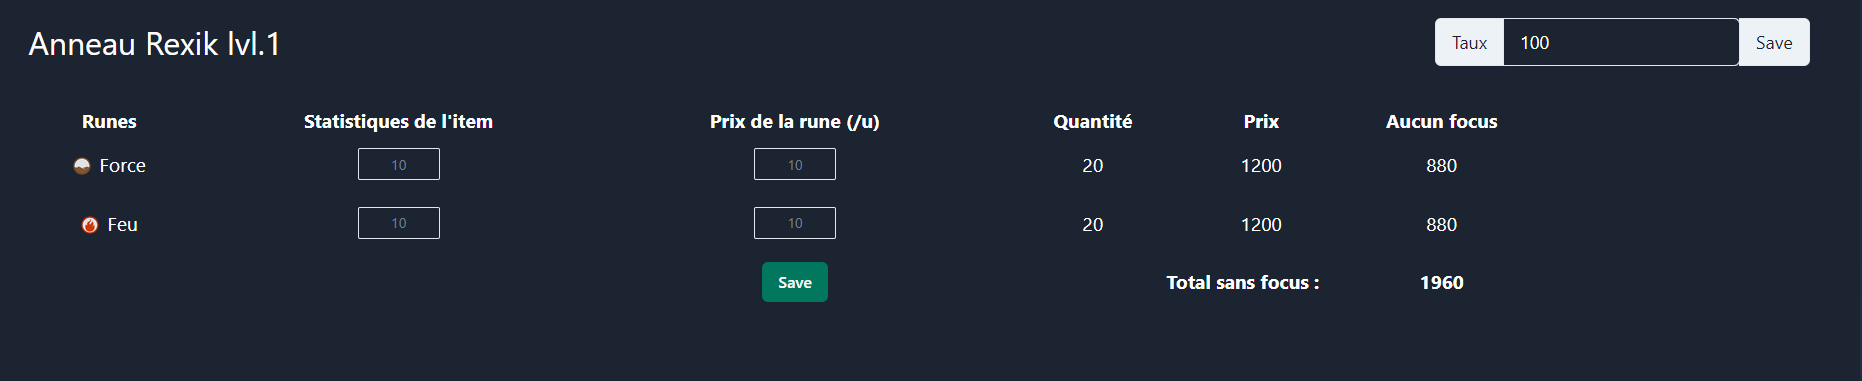 Anneau Rexik lvl.1
Taux 100 Save
Runes Statistiques de l'item Prix de la rune (/u) Quantité Prix Aucun focus
Force 10 10 20 1200 880
Feu 10 10 20 1200 880
Save Total sans focus : 1960